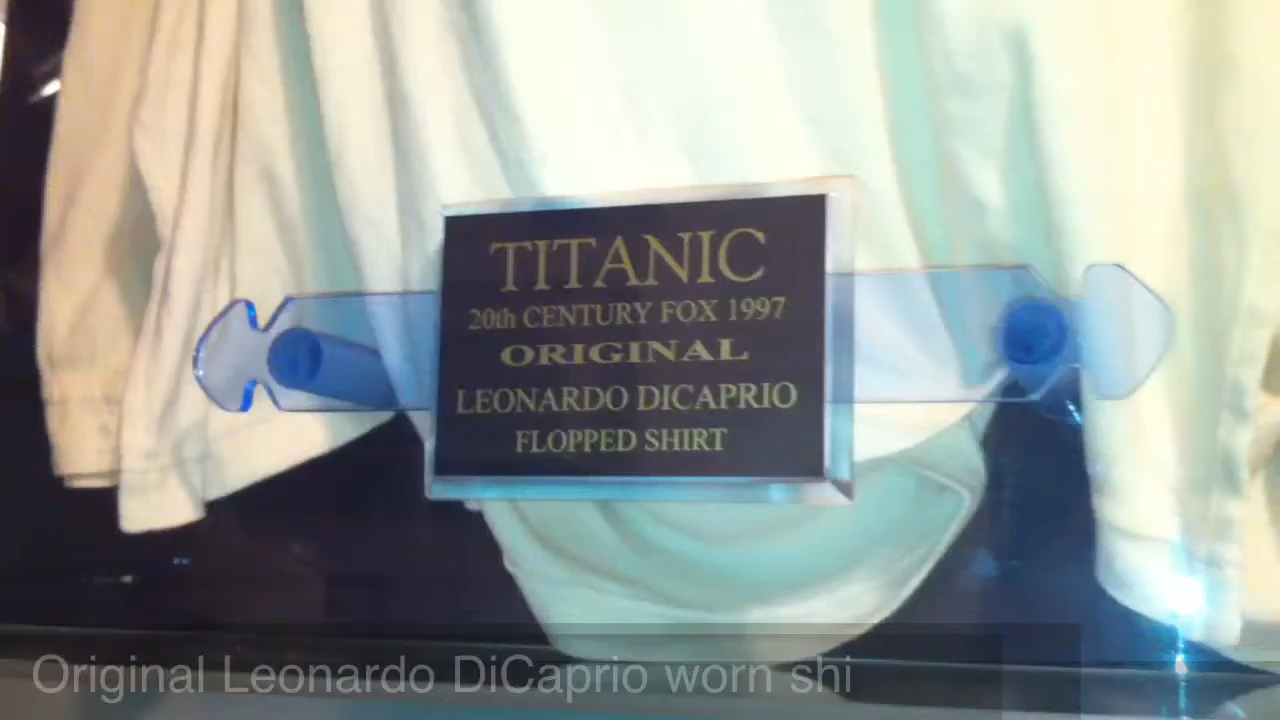 TITANIC
20th CENTURY FOX 1997
ORIGINAL
LEONARDO DICAPRIO
FLOPPED SHIRT
Original Leonardo DiCaprio worn shi